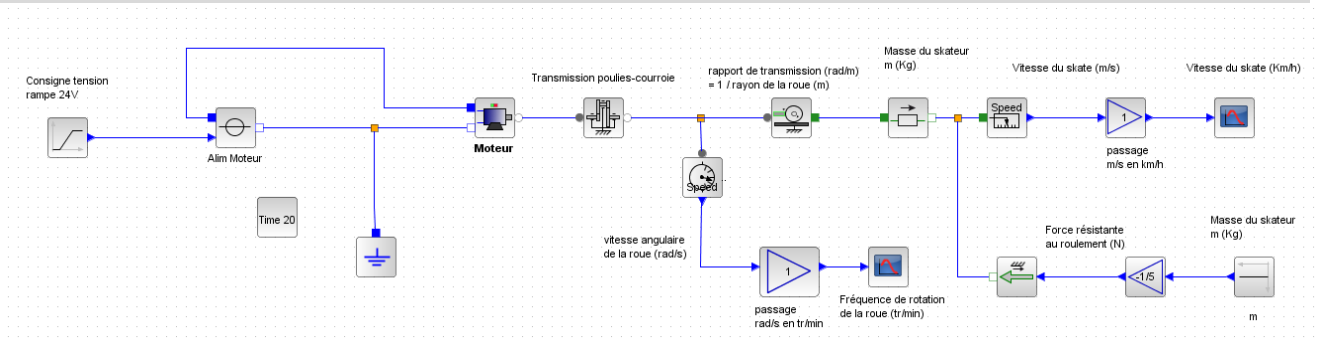 Masse du skateur
m (Kg)
Consigne tension
rampe 24V
Transmission poulies-courroie
rapport de transmission (rad/m)
= 1 / rayon de la roue (m)
Vitesse du skate (m/s)
Vitesse du skate (Km/h)
Speed
1
Alim Moteur
Moteur
passage
m/s en km/h
Speed
Time 20
vitesse angulaire
de la roue (rad/s)
Force résistante
au roulement (N)
Masse du skateur
m (Kg)
1
-1/5
Fréquence de rotation
de la roue (tr/min)
passage
rad/s en tr/min
m